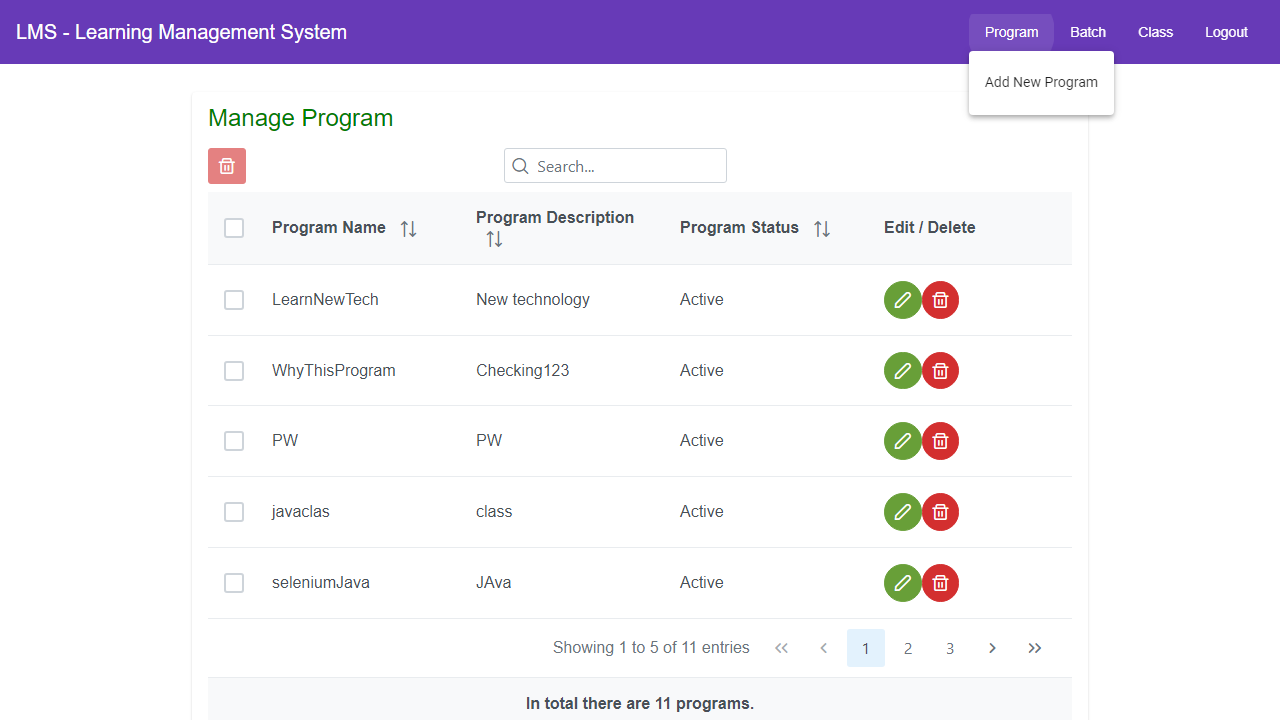 LMS - Learning Management System
Program Batch Class Logout
Add New Program
Manage Program
Search...
Program Name Program Description Program Status Edit / Delete
LearnNewTech New technology Active
WhyThisProgram Checking123 Active
PW PW Active
javaclas class Active
seleniumJava JAva Active
Showing 1 to 5 of 11 entries 1 2 3
In total there are 11 programs.